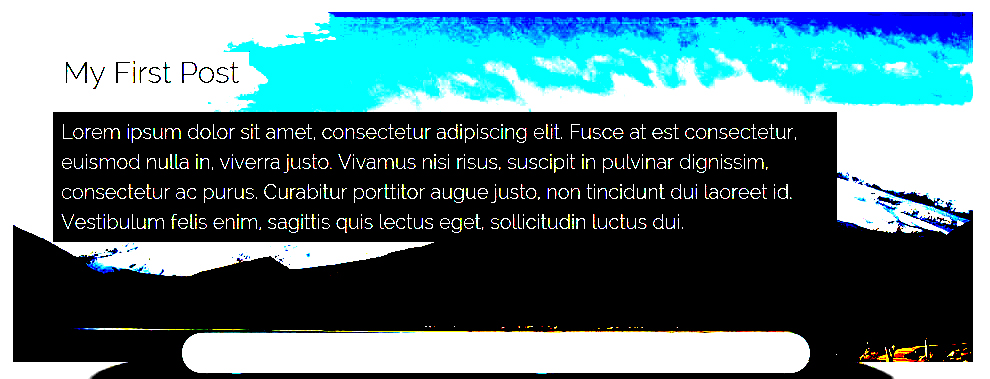 My First Post
Lorem ipsum dolor sit amet, consectetur adipiscing elit. Fusce at est consectetur,
euismod nulla in, viverra justo. Vivamus nisi risus, suscipit in pulvinar dignissim,
consectetur ac purus. Curabitur porttitor augue justo, non tincidunt dui laoreet id.
Vestibulum felis enim, sagittis quis lectus eget, sollicitudin luctus dui.